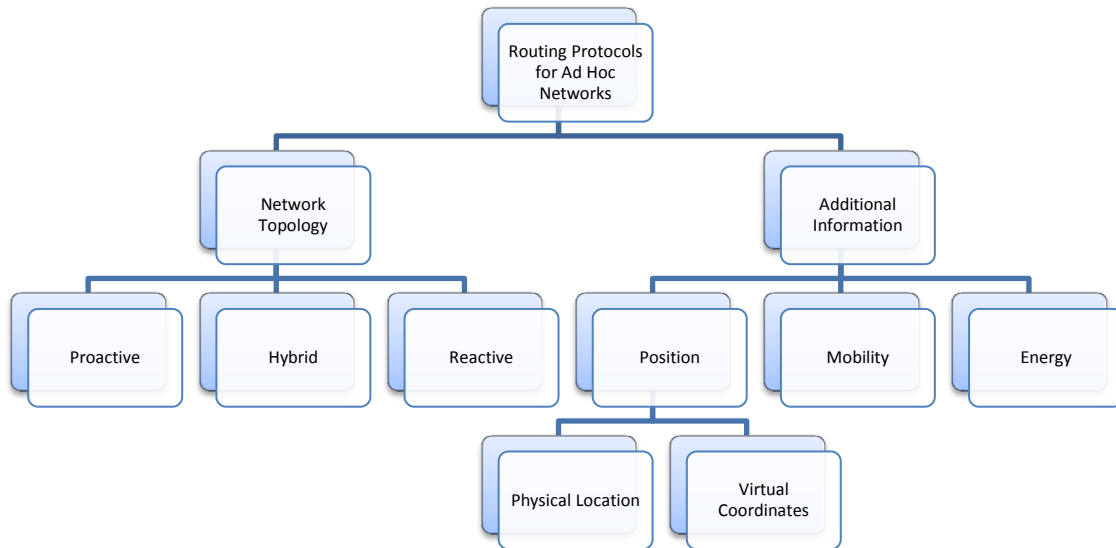 Routing Protocols
for Ad Hoc
Networks
Network
Topology
Additional
Information
Proactive
Hybrid
Reactive
Position
Mobility
Energy
Physical Location
Virtual
Coordinates